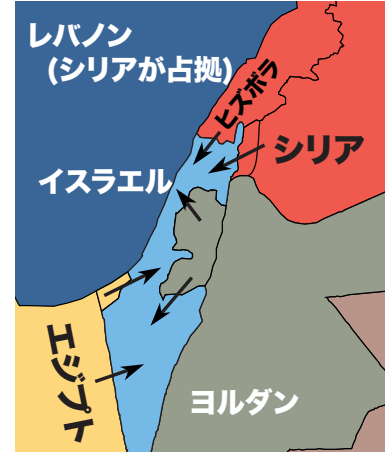 レバノン
(シリアが占拠)
ヒズボラ
シリア
イスラエル
エジプト
ヨルダン